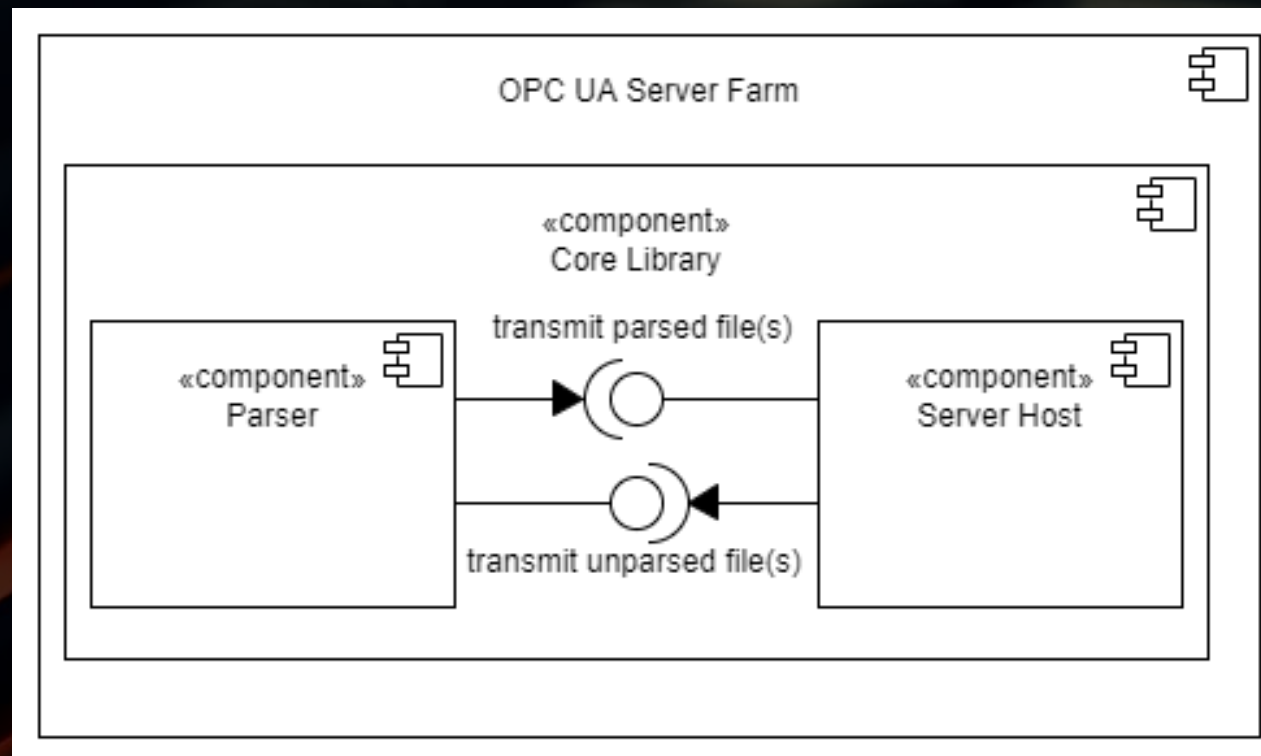 OPC UA Server Farm
«component»
Core Library
transmit parsed file(s)
«component»
Parser
«component»
Server Host
transmit unparsed file(s)